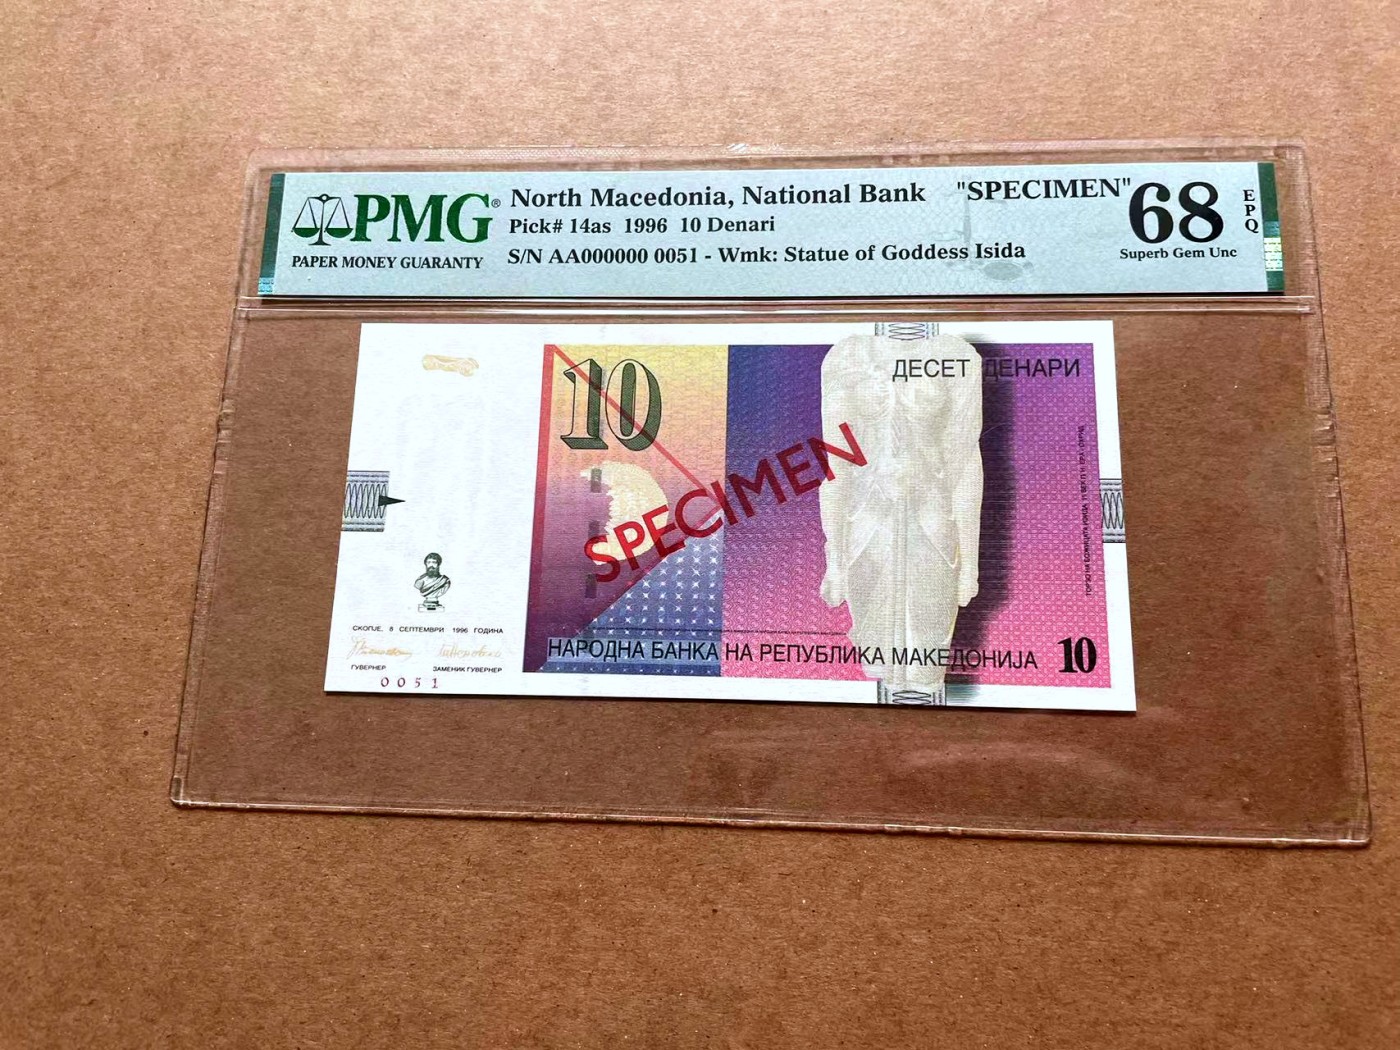 PMG®
PAPER MONEY GUARANTY
North Macedonia, National Bank "SPECIMEN"
Pick# 14as 1996 10 Denari
S/N AA000000 0051 - Wmk: Statue of Goddess Isida
68
EPQ
Superb Gem Unc
10
ДЕСЕТ ДЕНАРИ
SPECIMEN
СКОПЈЕ, 8 СЕПТЕМВРИ 1996 ГОДИНА
ГУВЕРНЕР ЗАМЕНИК ГУВЕРНЕР
0051
НАРОДНА БАНКА НА РЕПУБЛИКА МАКЕДОНИЈА
10